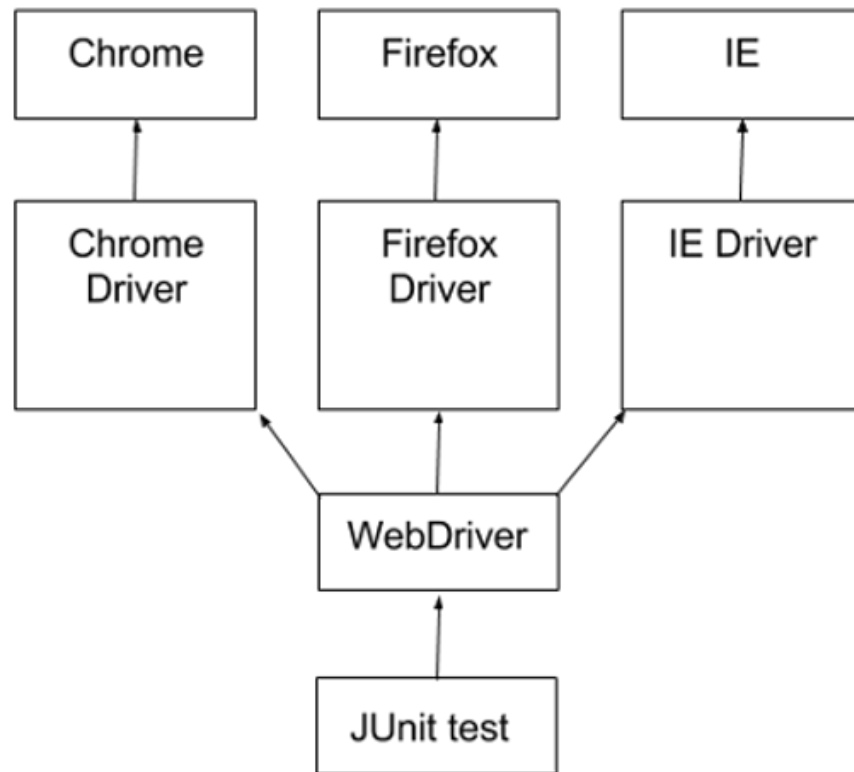 Chrome
Firefox
IE
Chrome
Driver
Firefox
Driver
IE Driver
WebDriver
JUnit test